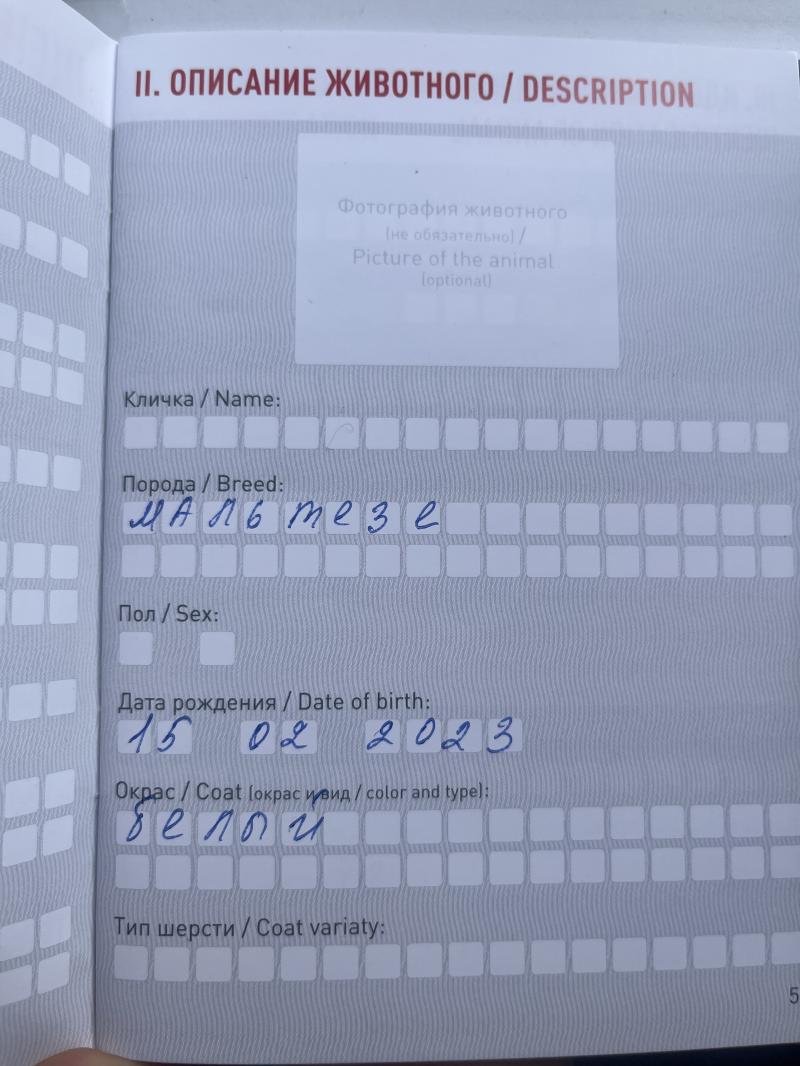 II. ОПИСАНИЕ ЖИВОТНОГО / DESCRIPTION
Фотография животного
(не обязательно) /
Picture of the animal
(optional)
Кличка / Name:
Порода / Breed:
мальтезе
Пол / Sex:
Дата рождения / Date of birth:
15 02 2023
Окрас / Coat (окрас и вид / color and type):
белый
Тип шерсти / Coat variaty:
5